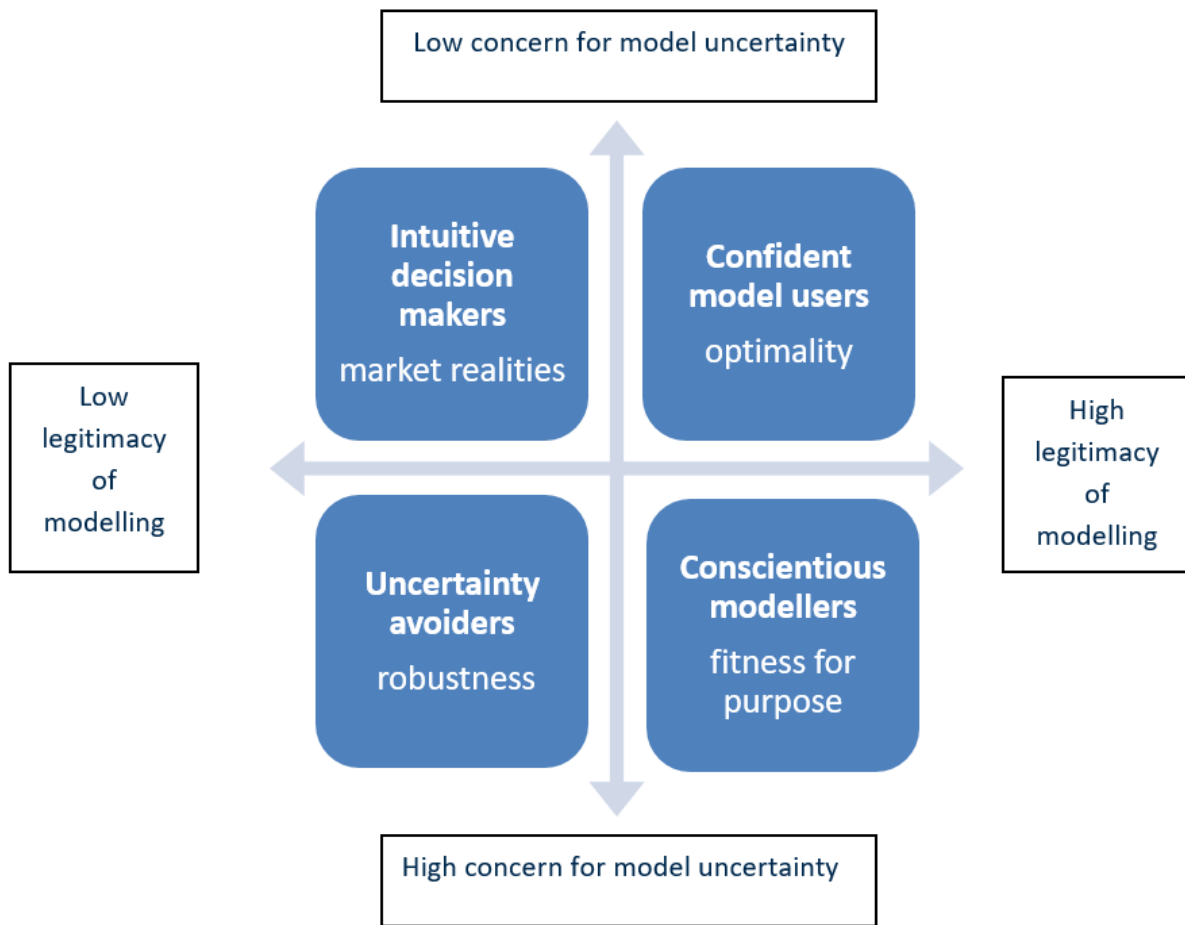 Low concern for model uncertainty
Intuitive
decision
makers
market realities
Confident
model users
optimality
Low
legitimacy
of
modelling
High
legitimacy
of
modelling
Uncertainty
avoiders
robustness
Conscientious
modellers
fitness for
purpose
High concern for model uncertainty